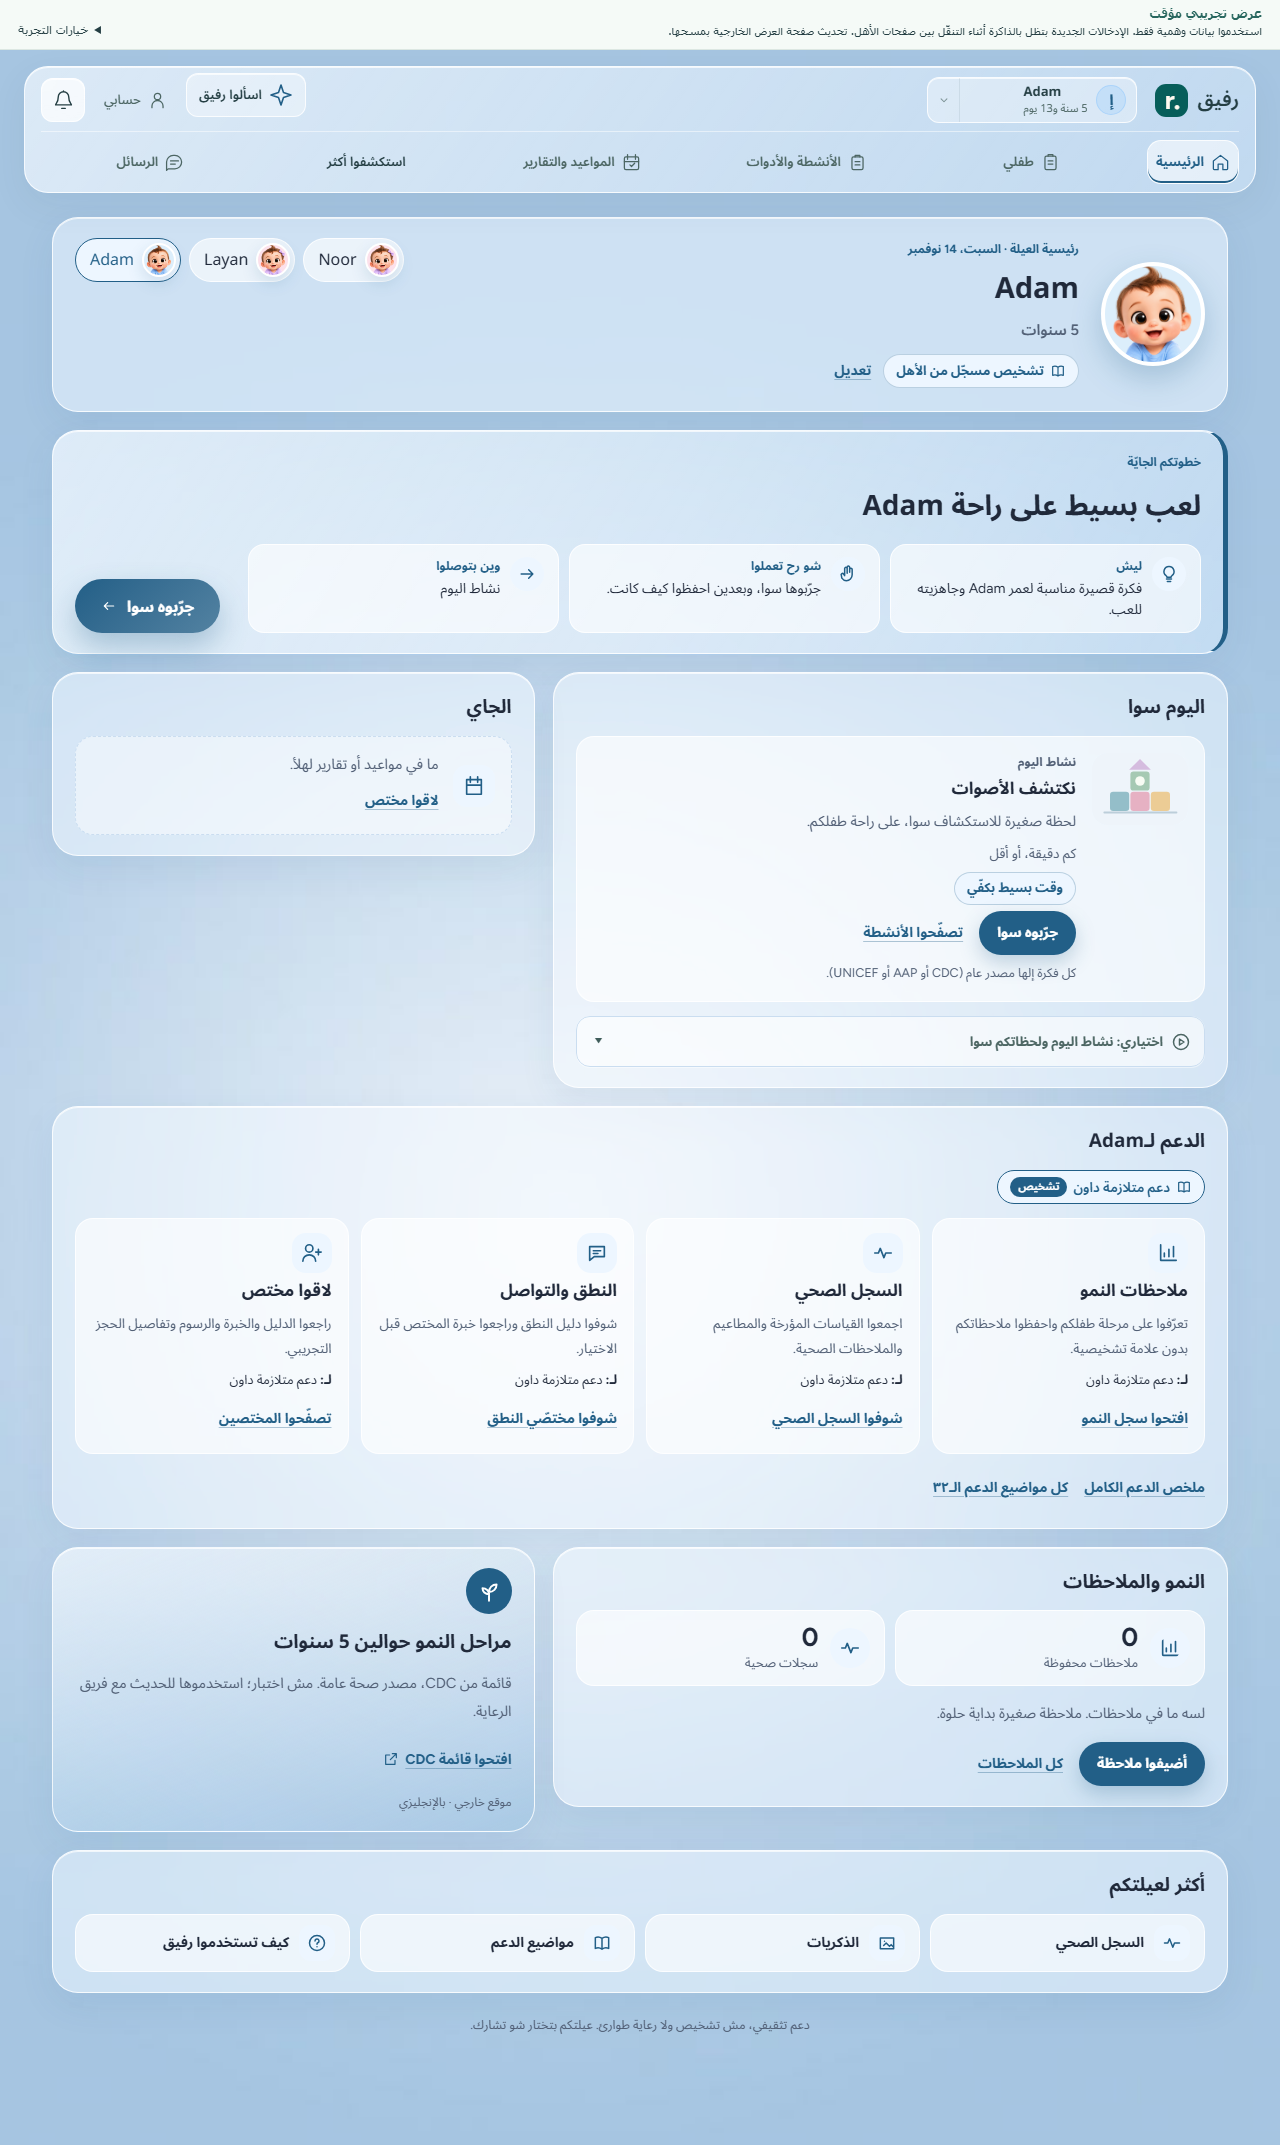 عرض تجريبي مؤقت
استخدموا بيانات وهمية فقط. الإدخالات الجديدة بتظل بالذاكرة أثناء التنقّل بين صفحات الأهل. تحديث صفحة العرض الخارجية بمسحها.
خيارات التجربة
رفيق
r.
إ
Adam
5 سنة و13 يوم
اسألوا رفيق
حسابي
الرئيسية
طفلي
الأنشطة والأدوات
المواعيد والتقارير
استكشفوا أكثر
الرسائل
رئيسية العيلة · السبت، 14 نوفمبر
Adam
5 سنوات
تشخيص مسجّل من الأهل
تعديل
Noor
Layan
Adam
خطوتكم الجايّة
لعب بسيط على راحة Adam
ليش
فكرة قصيرة مناسبة لعمر Adam وجاهزيته
للعب.
شو رح تعملوا
جرّبوها سوا، وبعدين احفظوا كيف كانت.
وين بتوصلوا
نشاط اليوم
جرّبوه سوا
اليوم سوا
نشاط اليوم
نكتشف الأصوات
لحظة صغيرة للاستكشاف سوا، على راحة طفلكم.
كم دقيقة، أو أقل
وقت بسيط بكفّي
جرّبوه سوا
تصفّحوا الأنشطة
كل فكرة إلها مصدر عام (CDC أو AAP أو UNICEF).
اختياري: نشاط اليوم ولحظاتكم سوا
الجاي
ما في مواعيد أو تقارير لهلأ.
لاقوا مختص
الدعم لـAdam
دعم متلازمة داون
تشخيص
ملاحظات النمو
تعرّفوا على مرحلة طفلكم واحفظوا ملاحظاتكم
بدون علامة تشخيصية.
لـ: دعم متلازمة داون
افتحوا سجل النمو
السجل الصحي
اجمعوا القياسات المؤرخة والمطاعيم
والملاحظات الصحية.
لـ: دعم متلازمة داون
شوفوا السجل الصحي
النطق والتواصل
شوفوا دليل النطق وراجعوا خبرة المختص قبل
الاختيار.
لـ: دعم متلازمة داون
شوفوا مختصّي النطق
لاقوا مختص
راجعوا الدليل والخبرة والرسوم وتفاصيل الحجز
التجريبي.
لـ: دعم متلازمة داون
تصفّحوا المختصين
ملخص الدعم الكامل
كل مواضيع الدعم الـ٣٢
النمو والملاحظات
0
ملاحظات محفوظة
0
سجلات صحية
لسه ما في ملاحظات. ملاحظة صغيرة بداية حلوة.
أضيفوا ملاحظة
كل الملاحظات
مراحل النمو حوالين 5 سنوات
قائمة من CDC، مصدر صحة عامة. مش اختبار؛ استخدموها للحديث مع فريق
الرعاية.
افتحوا قائمة CDC
موقع خارجي · بالإنجليزي
أكثر لعيلتكم
السجل الصحي
الذكريات
مواضيع الدعم
كيف تستخدموا رفيق
دعم تثقيفي، مش تشخيص ولا رعاية طوارئ. عيلتكم بتختار شو تشارك.